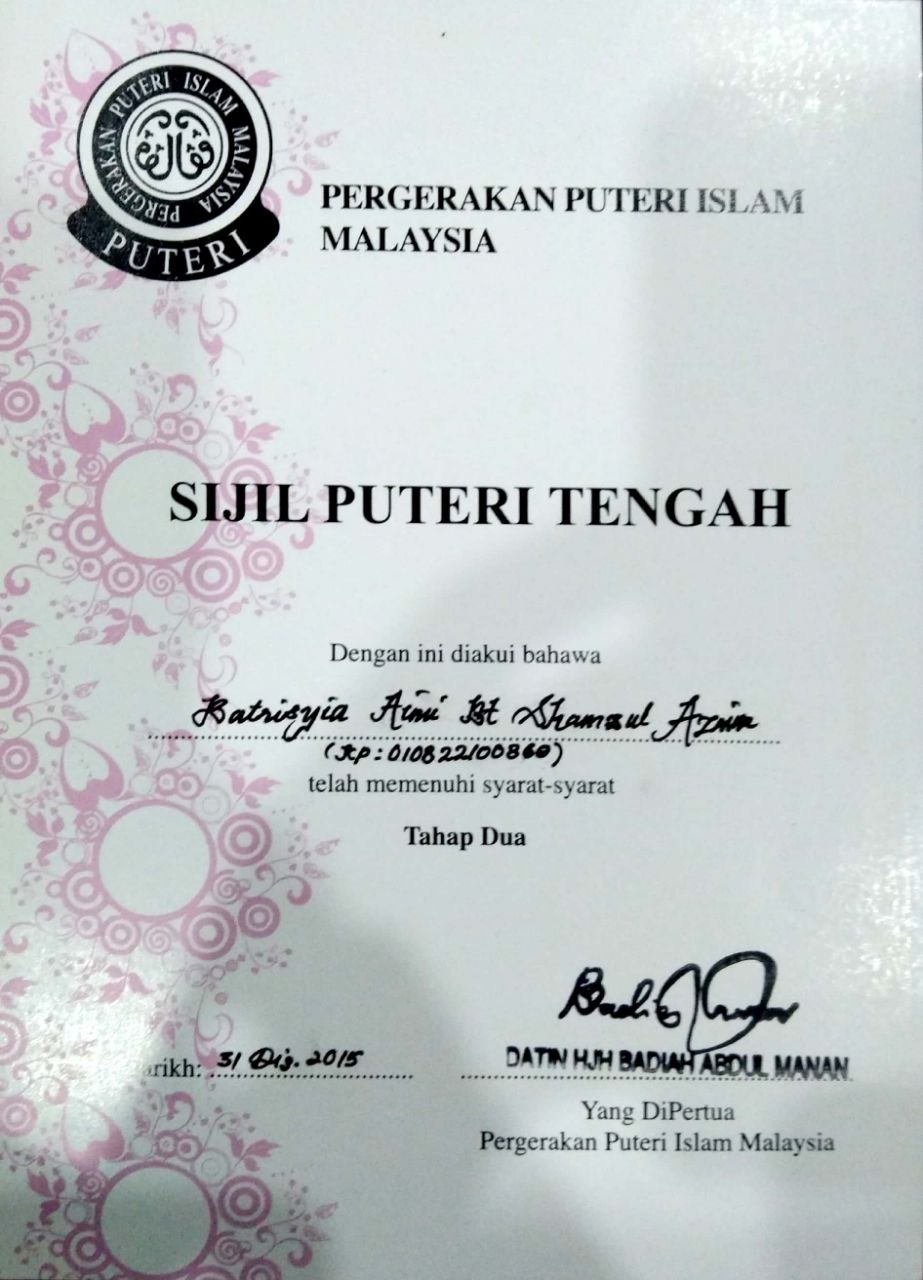 PERGERAKAN PUTERI ISLAM MALAYSIA
PUTERI
PERGERAKAN PUTERI ISLAM
MALAYSIA
SIJIL PUTERI TENGAH
Dengan ini diakui bahawa
Batrisyia Aini Bt Shamsul Aznim
(KP: 010822100860)
telah memenuhi syarat-syarat
Tahap Dua
arikh: 31 Dis. 2015
DATIN HJH BADIAH ABDUL MANAN
Yang DiPertua
Pergerakan Puteri Islam Malaysia